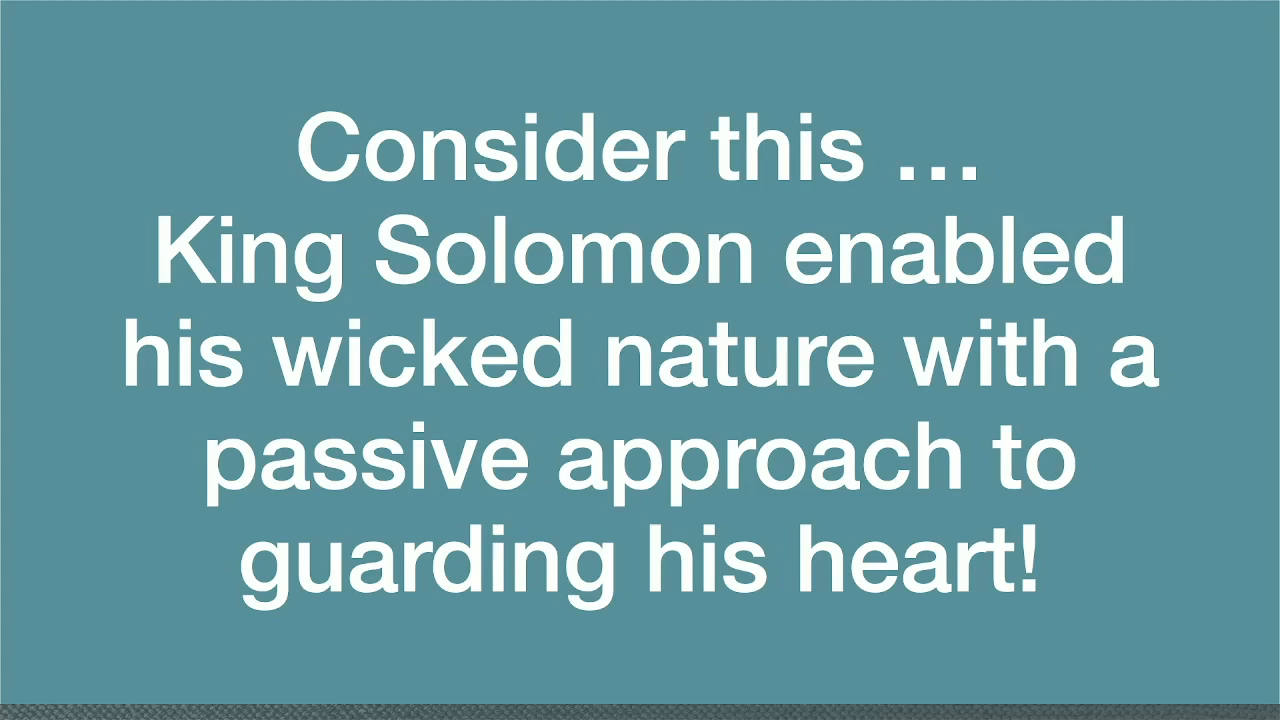 Consider this …
King Solomon enabled
his wicked nature with a
passive approach to
guarding his heart!